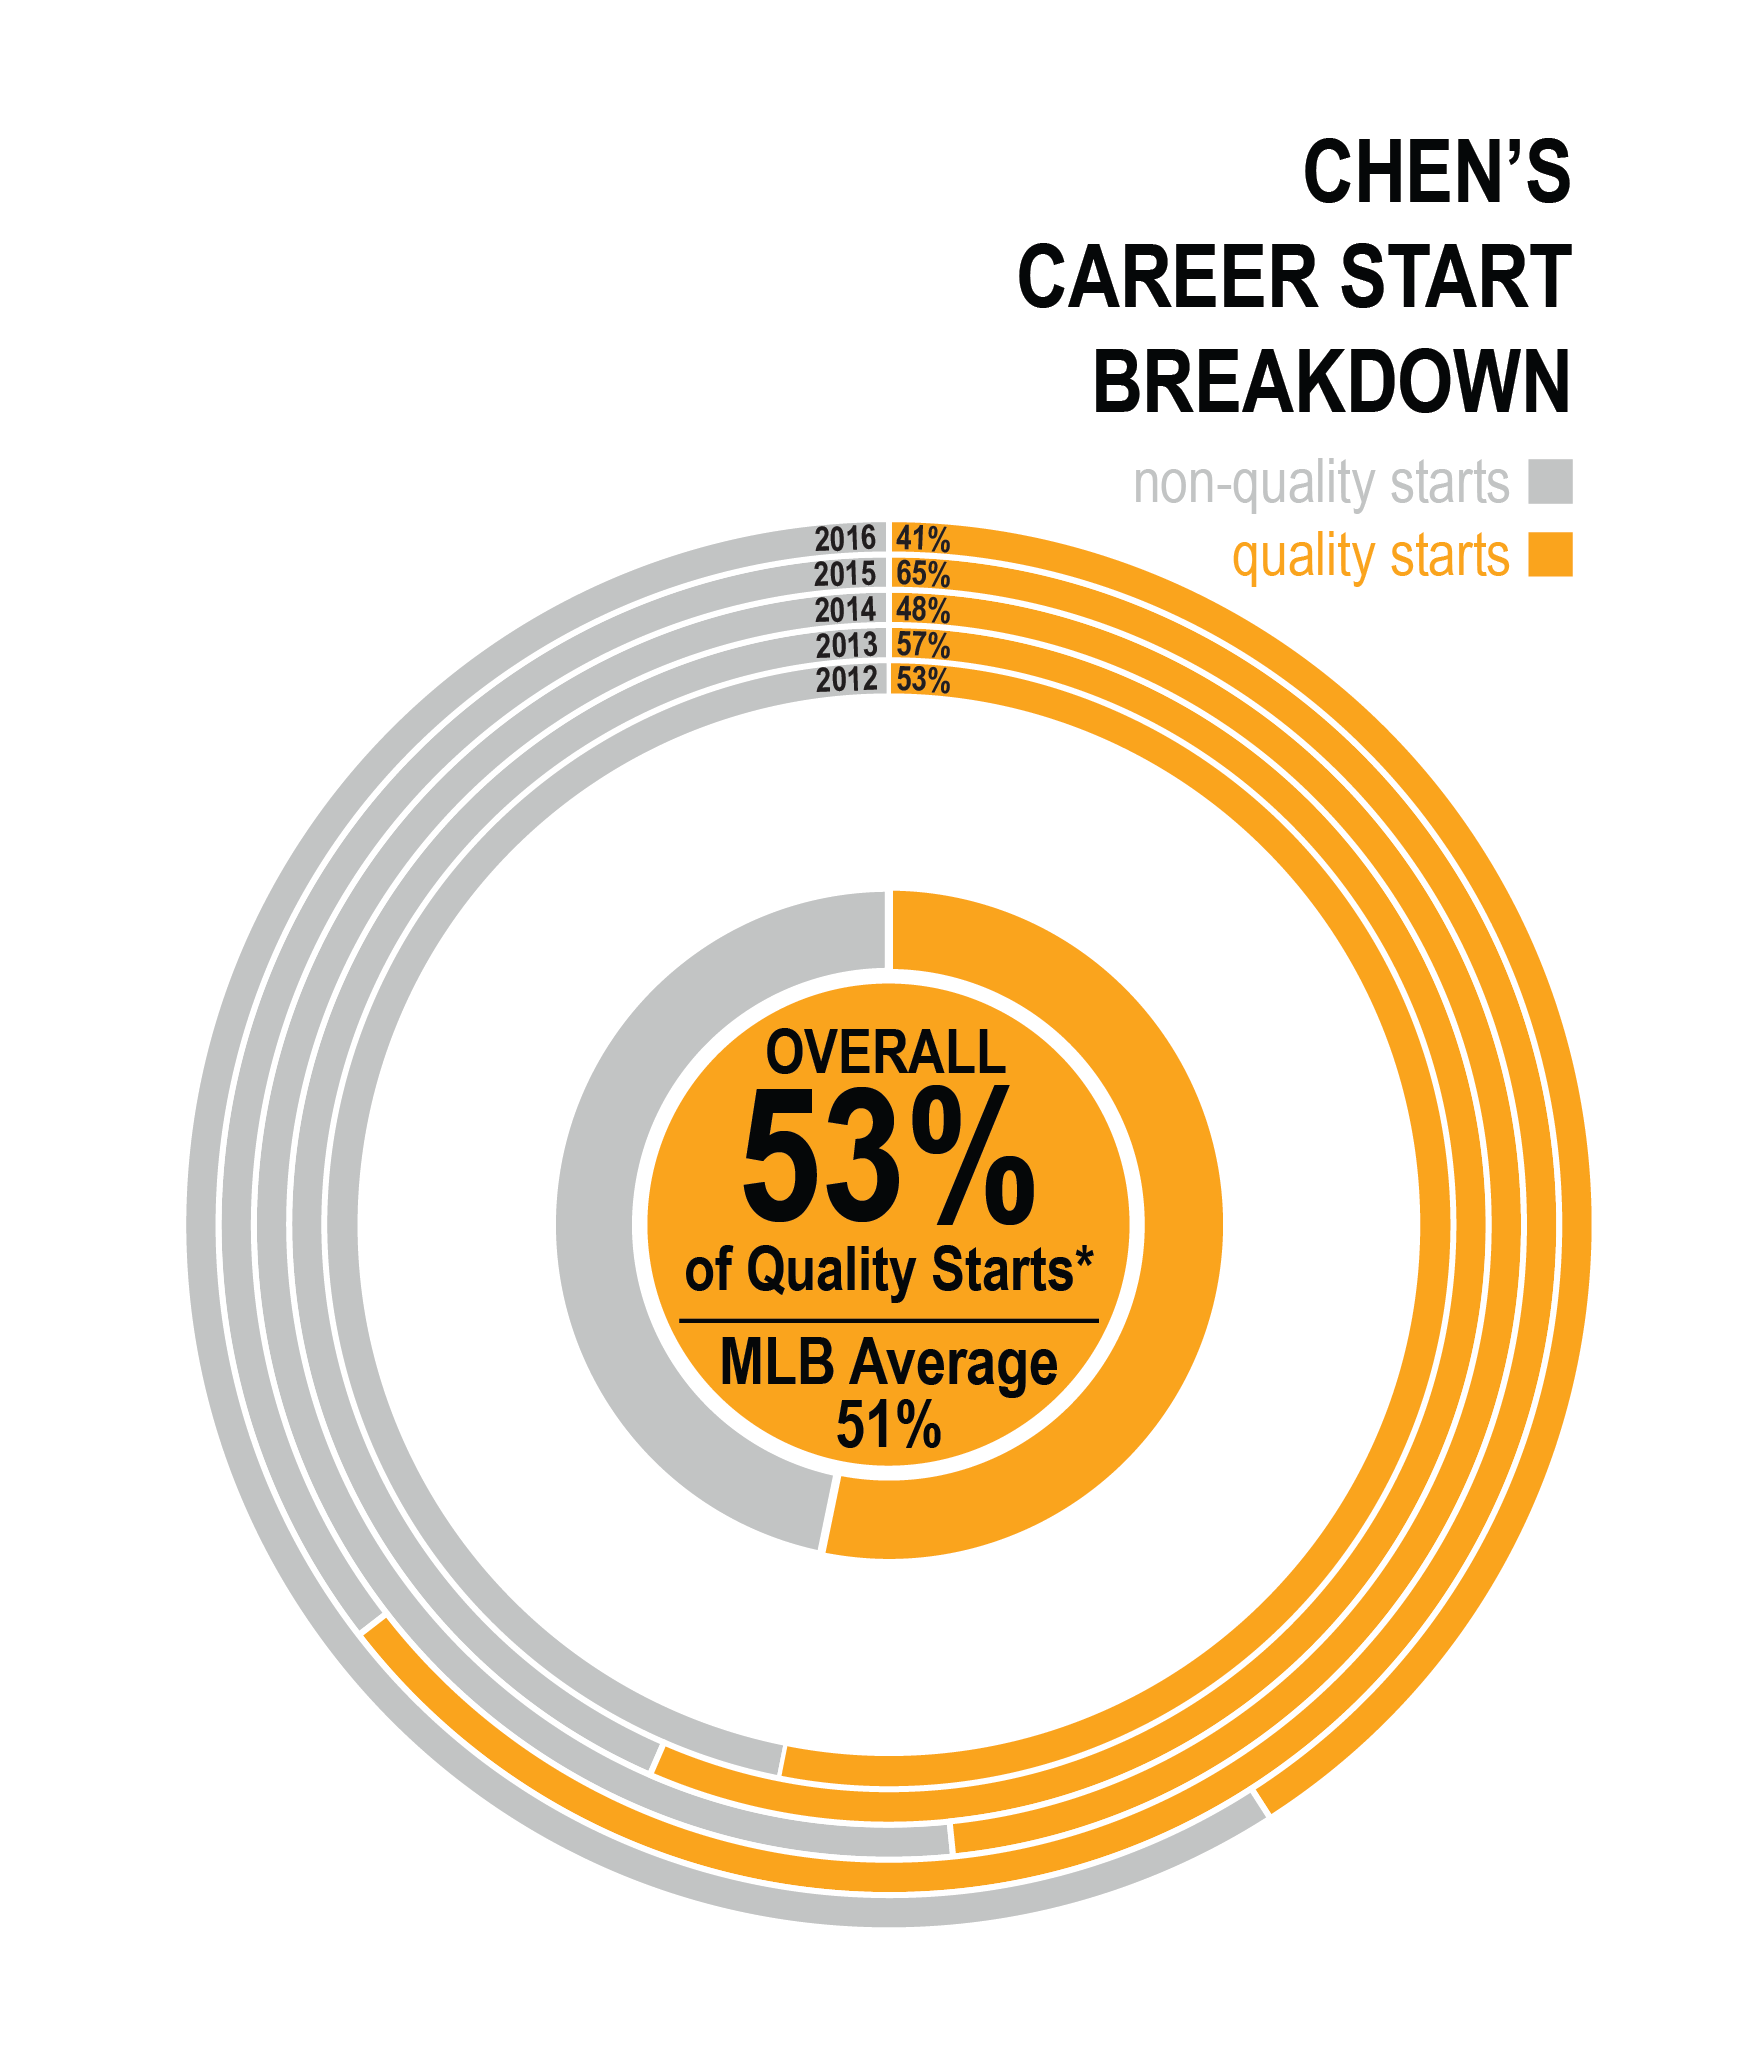 CHEN’S
CAREER START
BREAKDOWN
non-quality starts
quality starts
2016 41%
2015 65%
2014 48%
2013 57%
2012 53%
OVERALL
53%
of Quality Starts*
MLB Average
51%